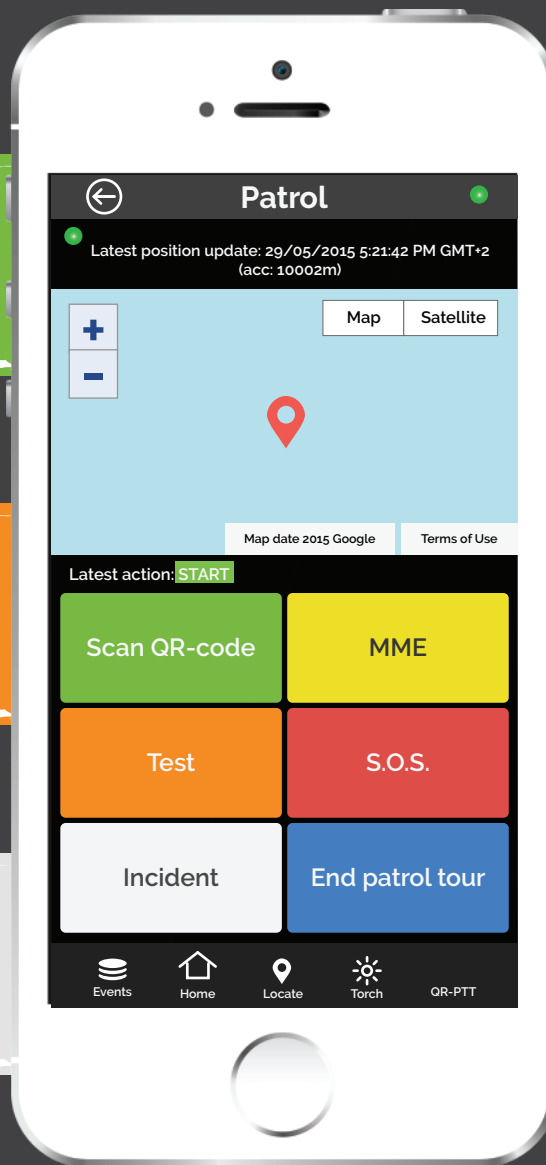 Patrol
Latest position update: 29/05/2015 5:21:42 PM GMT+2
(acc: 10002m)
+
−
Map Satellite
Map date 2015 Google Terms of Use
Latest action: START
Scan QR-code MME
Test S.O.S.
Incident End patrol tour
Events Home Locate Torch QR-PTT